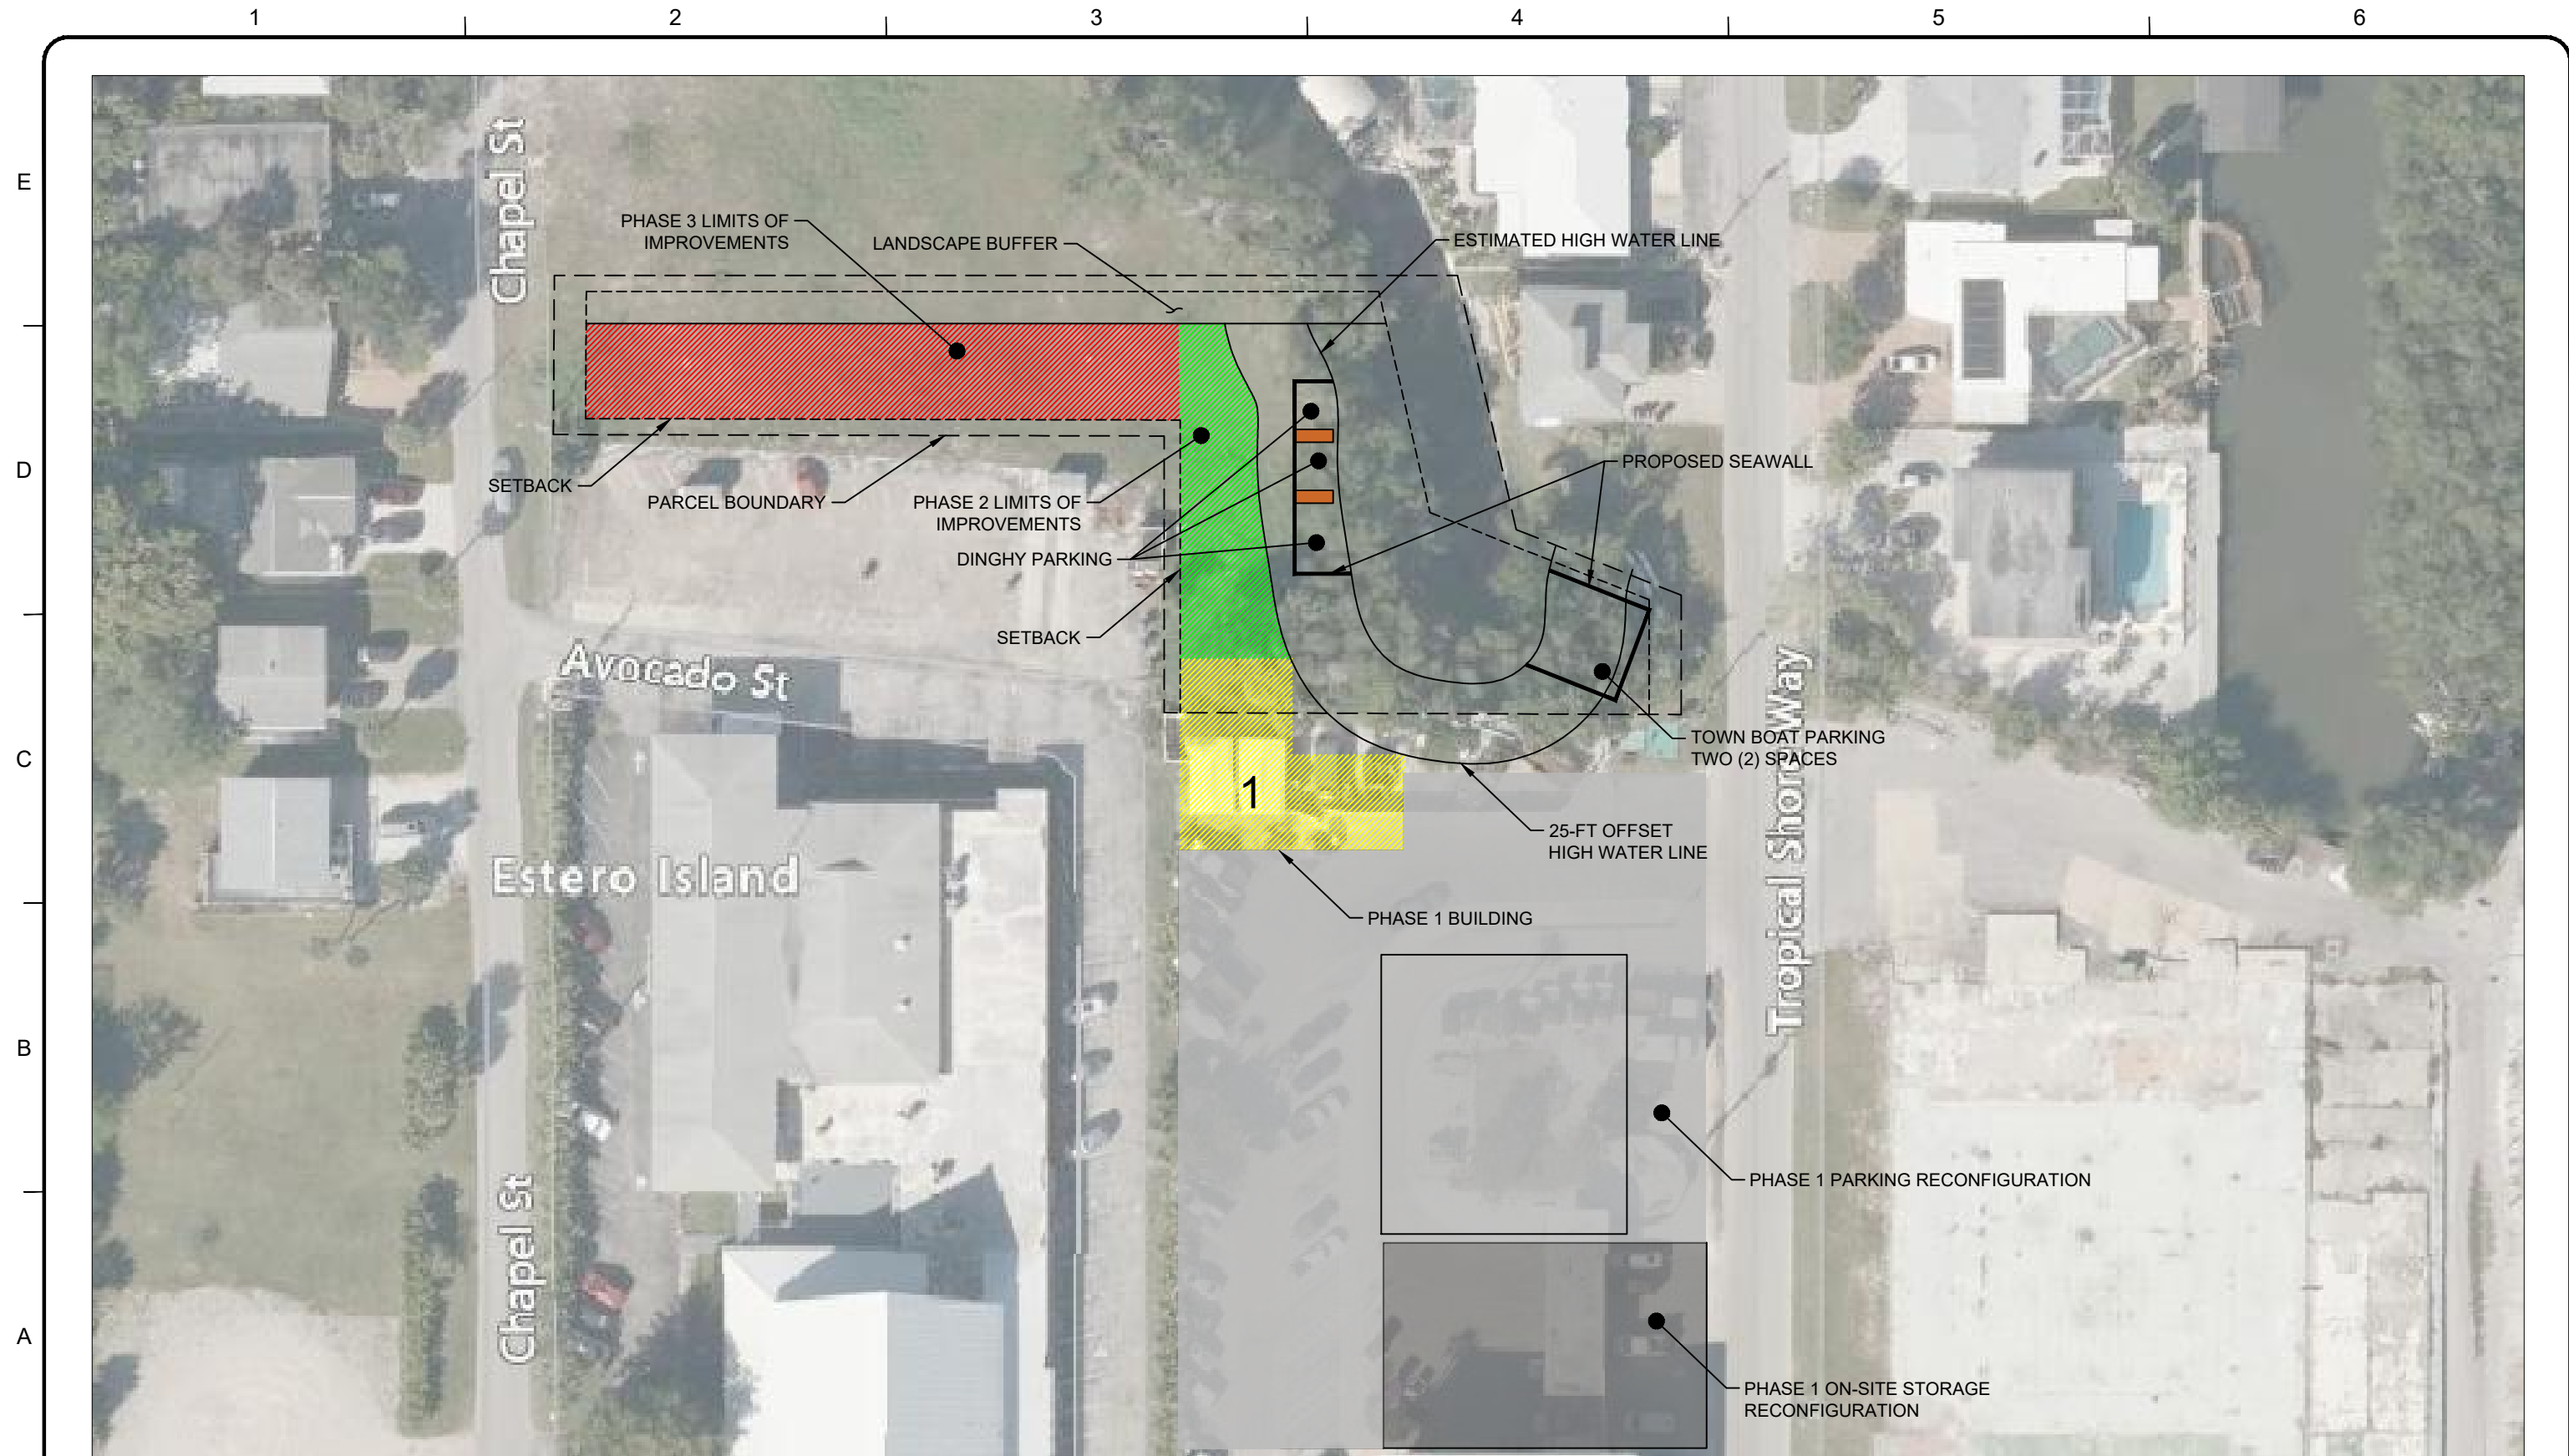 1 2 3 4 5 6
E
D
C
B
A
Chapel St
PHASE 3 LIMITS OF
IMPROVEMENTS
LANDSCAPE BUFFER
ESTIMATED HIGH WATER LINE
SETBACK
PARCEL BOUNDARY
PHASE 2 LIMITS OF
IMPROVEMENTS
DINGHY PARKING
PROPOSED SEAWALL
SETBACK
Avocado St
TOWN BOAT PARKING
TWO (2) SPACES
1
25-FT OFFSET
HIGH WATER LINE
Estero Island
Tropical Shores Way
PHASE 1 BUILDING
PHASE 1 PARKING RECONFIGURATION
Chapel St
PHASE 1 ON-SITE STORAGE
RECONFIGURATION